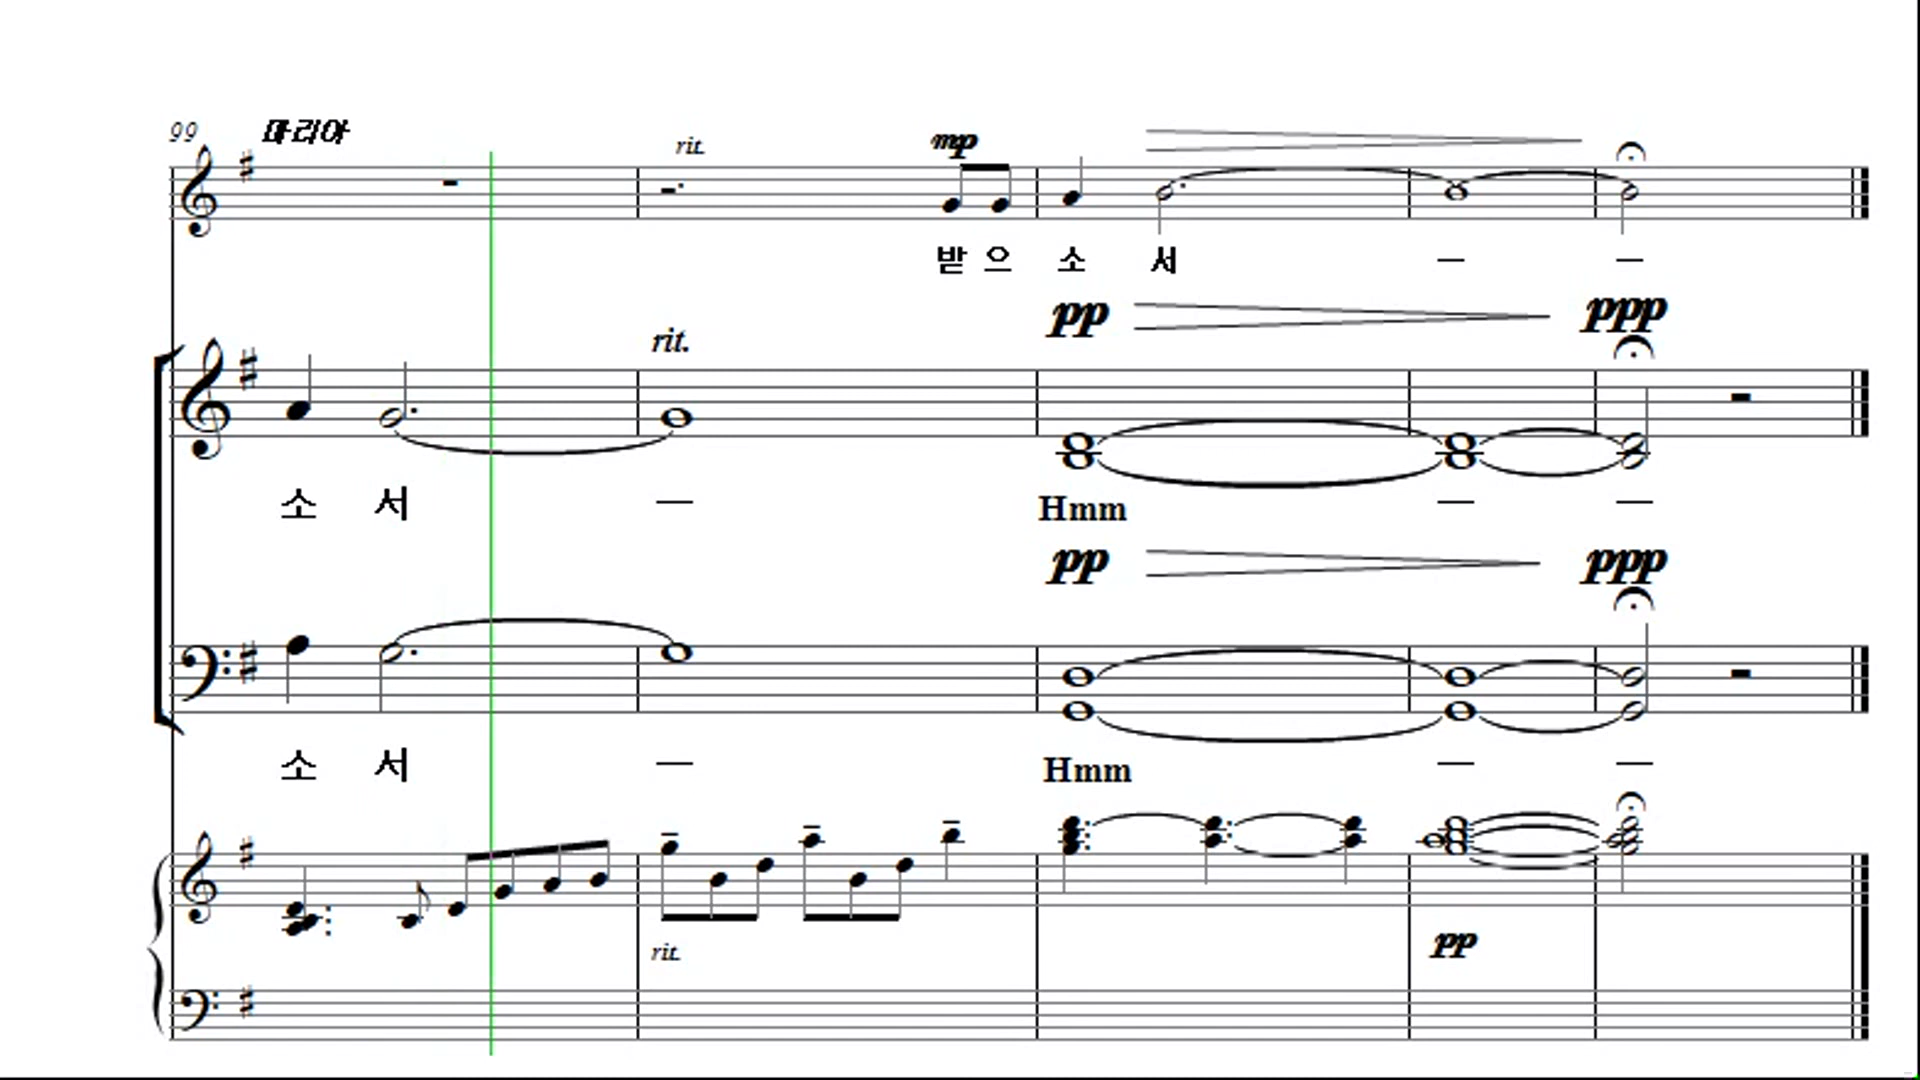 99 마리아
rit. mp
받 으 소 서 — —
pp ppp
rit.
소 서 — Hmm — —
pp ppp
소 서 — Hmm — —
rit. pp